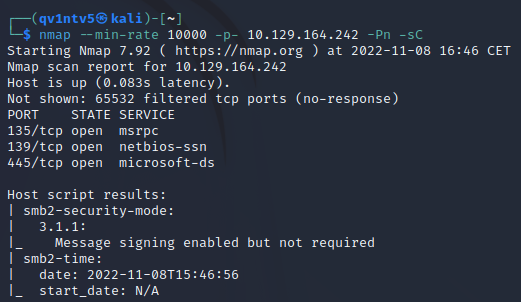 ┌──(qv1ntv5㉿kali)-[~]
└─$ nmap --min-rate 10000 -p- 10.129.164.242 -Pn -sC
Starting Nmap 7.92 ( https://nmap.org ) at 2022-11-08 16:46 CET
Nmap scan report for 10.129.164.242
Host is up (0.083s latency).
Not shown: 65532 filtered tcp ports (no-response)
PORT    STATE SERVICE
135/tcp open  msrpc
139/tcp open  netbios-ssn
445/tcp open  microsoft-ds

Host script results:
| smb2-security-mode:
|   3.1.1:
|_    Message signing enabled but not required
| smb2-time:
|   date: 2022-11-08T15:46:56
|_  start_date: N/A